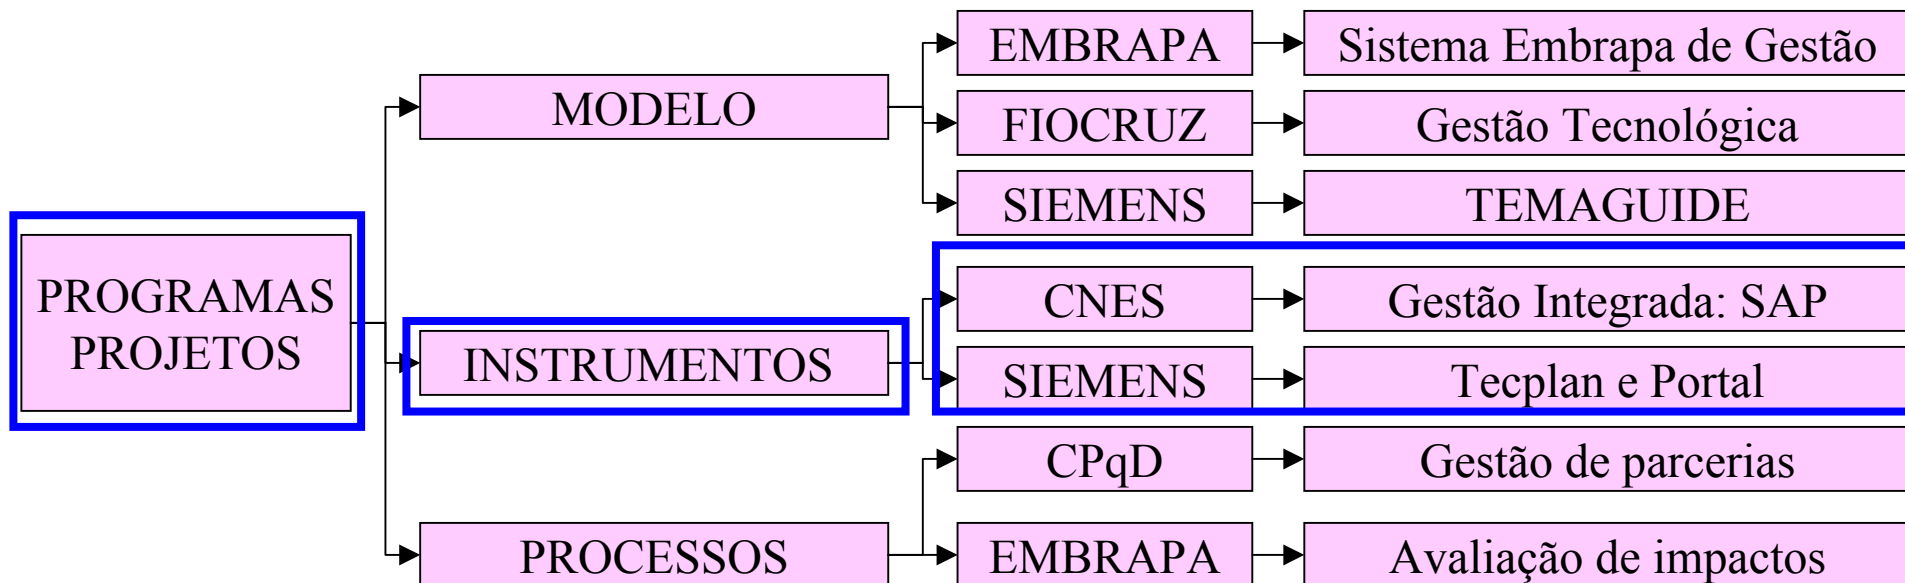 PROGRAMAS
PROJETOS
MODELO
EMBRAPA
Sistema Embrapa de Gestão
FIOCRUZ
Gestão Tecnológica
SIEMENS
TEMAGUIDE
INSTRUMENTOS
CNES
Gestão Integrada: SAP
SIEMENS
Tecplan e Portal
PROCESSOS
CPqD
Gestão de parcerias
EMBRAPA
Avaliação de impactos